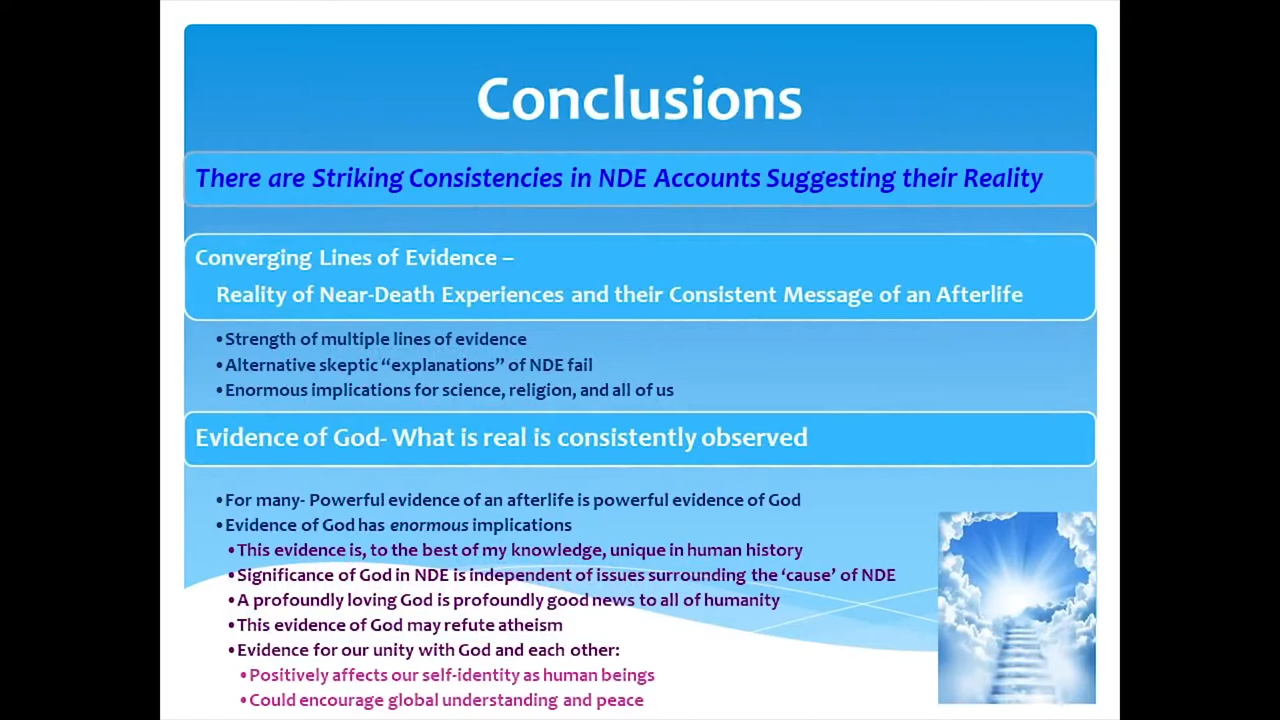 Conclusions
There are Striking Consistencies in NDE Accounts Suggesting their Reality
Converging Lines of Evidence –
Reality of Near-Death Experiences and their Consistent Message of an Afterlife
•Strength of multiple lines of evidence
•Alternative skeptic “explanations” of NDE fail
•Enormous implications for science, religion, and all of us
Evidence of God- What is real is consistently observed
•For many- Powerful evidence of an afterlife is powerful evidence of God
•Evidence of God has enormous implications
•This evidence is, to the best of my knowledge, unique in human history
•Significance of God in NDE is independent of issues surrounding the ‘cause’ of NDE
•A profoundly loving God is profoundly good news to all of humanity
•This evidence of God may refute atheism
•Evidence for our unity with God and each other:
•Positively affects our self-identity as human beings
•Could encourage global understanding and peace